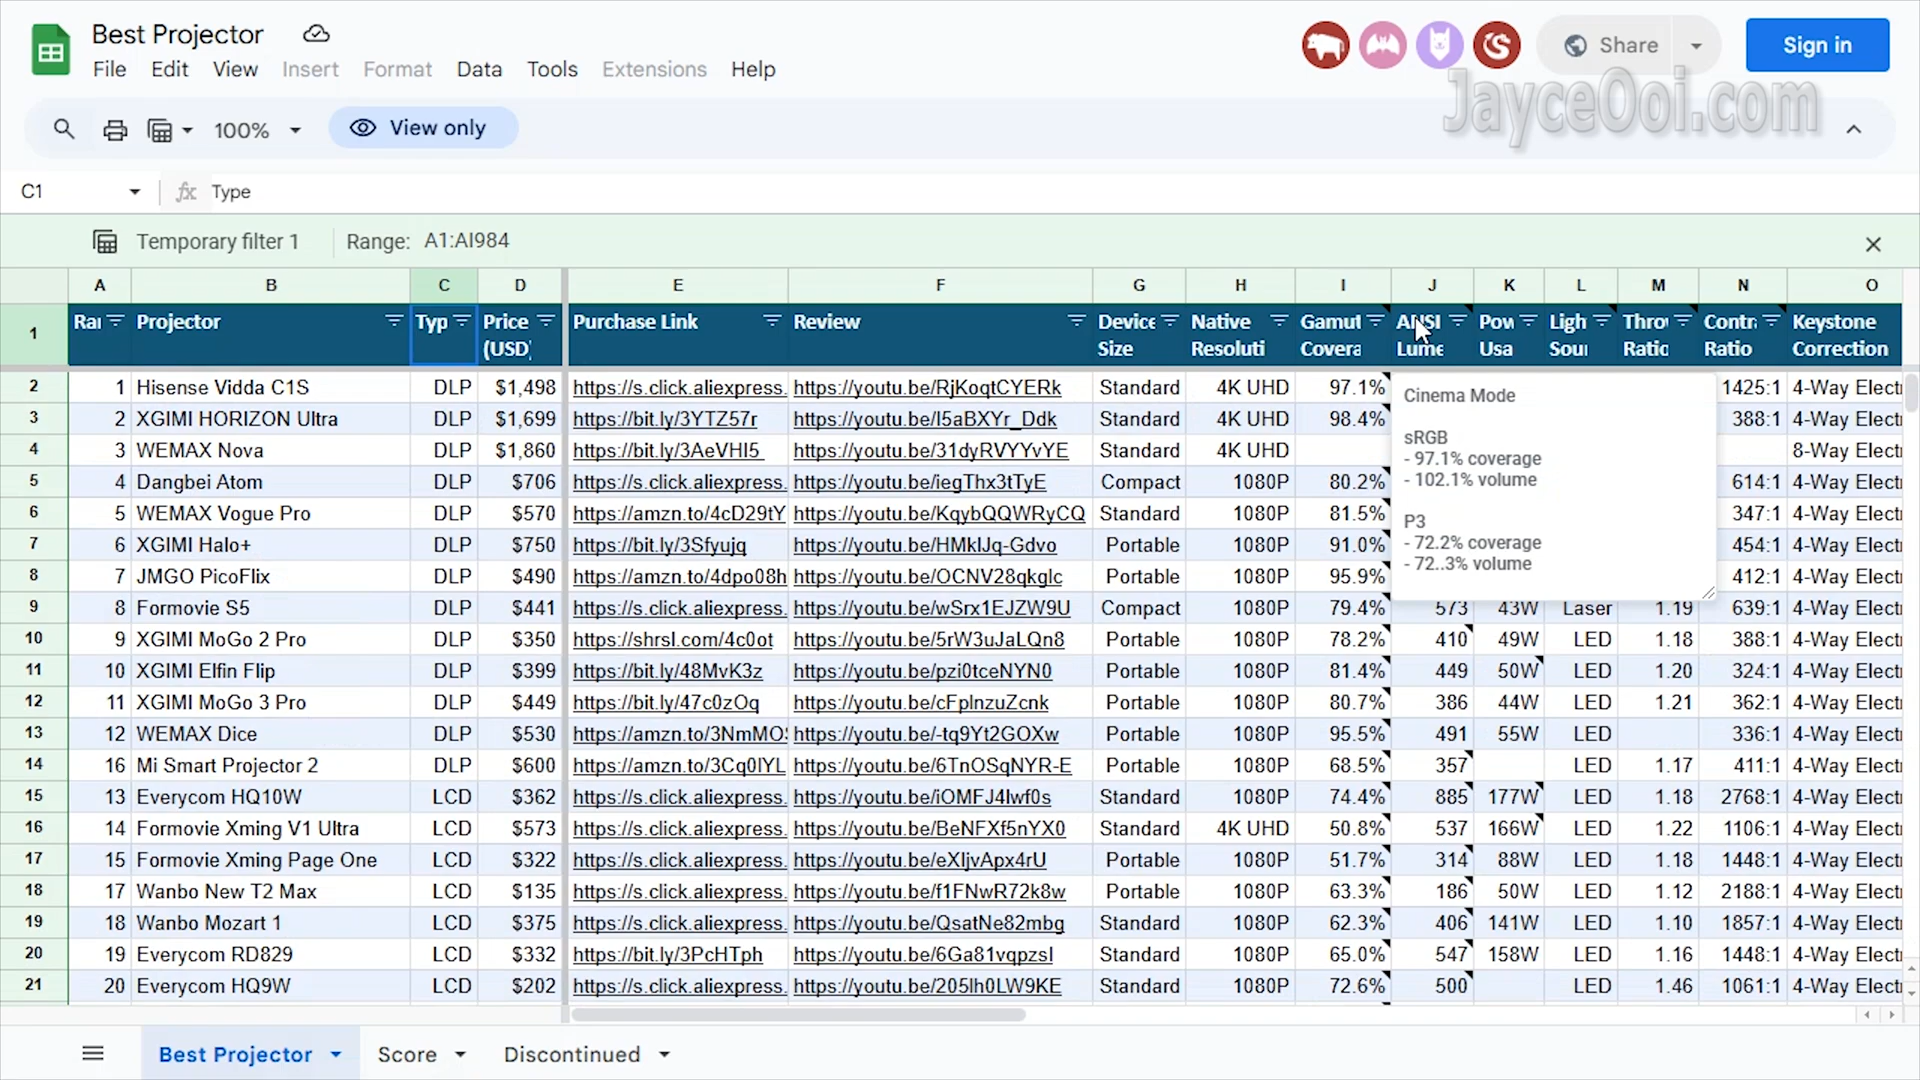 Best Projector
File Edit View Insert Format Data Tools Extensions Help
Share
Sign in
JayceOoi.com
100%
View only
C1
fx Type
Temporary filter 1 Range: A1:AI984
A B C D E F G H I J K L M N O
1 Projector Typ Price (USD Purchase Link Review Device Size Native Resoluti Gamut Covera ANSI Lume Pow Usa Ligh Sour Throw Ratio Contra Ratio Keystone Correction
2 1 Hisense Vidda C1S DLP $1,498 https://s.click.aliexpress. https://youtu.be/RjKoqtCYERk Standard 4K UHD 97.1% 1425:1 4-Way Electr
3 2 XGIMI HORIZON Ultra DLP $1,699 https://bit.ly/3YTZ57r https://youtu.be/I5aBXYr_Ddk Standard 4K UHD 98.4% 388:1 4-Way Electr
4 3 WEMAX Nova DLP $1,860 https://bit.ly/3AeVHI5 https://youtu.be/31dyRVYYvYE Standard 4K UHD 8-Way Electr
5 4 Dangbei Atom DLP $706 https://s.click.aliexpress. https://youtu.be/iegThx3tTyE Compact 1080P 80.2% 614:1 4-Way Electr
6 5 WEMAX Vogue Pro DLP $570 https://amzn.to/4cD29tY https://youtu.be/KqybQQWRyCQ Standard 1080P 81.5% 347:1 4-Way Electr
7 6 XGIMI Halo+ DLP $750 https://bit.ly/3Sfyujq https://youtu.be/HMkIJq-Gdvo Portable 1080P 91.0% 454:1 4-Way Electr
8 7 JMGO PicoFlix DLP $490 https://amzn.to/4dpo08h https://youtu.be/OCNV28qkglc Portable 1080P 95.9% 412:1 4-Way Electr
9 8 Formovie S5 DLP $441 https://s.click.aliexpress. https://youtu.be/wSrx1EJZW9U Compact 1080P 79.4% 573 43W Laser 1.19 639:1 4-Way Electr
10 9 XGIMI MoGo 2 Pro DLP $350 https://shrsl.com/4c0ot https://youtu.be/5rW3uJaLQn8 Portable 1080P 78.2% 410 49W LED 1.18 388:1 4-Way Electr
11 10 XGIMI Elfin Flip DLP $399 https://bit.ly/48MvK3z https://youtu.be/pzi0tceNYN0 Portable 1080P 81.4% 449 50W LED 1.20 324:1 4-Way Electr
12 11 XGIMI MoGo 3 Pro DLP $449 https://bit.ly/47c0zOq https://youtu.be/cFplnzuZcnk Portable 1080P 80.7% 386 44W LED 1.21 362:1 4-Way Electr
13 12 WEMAX Dice DLP $530 https://amzn.to/3NmMOS https://youtu.be/-tq9Yt2GOXw Portable 1080P 95.5% 491 55W LED 336:1 4-Way Electr
14 16 Mi Smart Projector 2 DLP $600 https://amzn.to/3Cq0lYL https://youtu.be/6TnOSqNYR-E Portable 1080P 68.5% 357 LED 1.17 411:1 4-Way Electr
15 13 Everycom HQ10W LCD $362 https://s.click.aliexpress. https://youtu.be/iOMFJ4lwf0s Standard 1080P 74.4% 885 177W LED 1.18 2768:1 4-Way Electr
16 14 Formovie Xming V1 Ultra LCD $573 https://s.click.aliexpress. https://youtu.be/BeNFXf5nYX0 Standard 4K UHD 50.8% 537 166W LED 1.22 1106:1 4-Way Electr
17 15 Formovie Xming Page One LCD $322 https://s.click.aliexpress. https://youtu.be/eXljvApx4rU Portable 1080P 51.7% 314 88W LED 1.18 1448:1 4-Way Electr
18 17 Wanbo New T2 Max LCD $135 https://s.click.aliexpress. https://youtu.be/f1FNwR72k8w Portable 1080P 63.3% 186 50W LED 1.12 2188:1 4-Way Electr
19 18 Wanbo Mozart 1 LCD $375 https://s.click.aliexpress. https://youtu.be/QsatNe82mbg Standard 1080P 62.3% 406 141W LED 1.10 1857:1 4-Way Electr
20 19 Everycom RD829 LCD $332 https://bit.ly/3PcHTph https://youtu.be/6Ga81vqpzsI Standard 1080P 65.0% 547 158W LED 1.16 1448:1 4-Way Electr
21 20 Everycom HQ9W LCD $202 https://s.click.aliexpress. https://youtu.be/205lh0LW9KE Standard 1080P 72.6% 500 LED 1.46 1061:1 4-Way Electr
Cinema Mode
sRGB
- 97.1% coverage
- 102.1% volume
P3
- 72.2% coverage
- 72..3% volume
Best Projector Score Discontinued